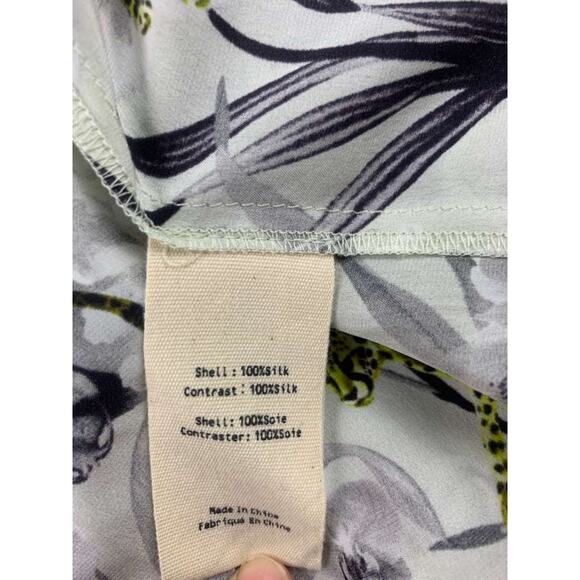 Shell : 100%Silk
Contrast : 100%Silk
Shell: 100%Soie
Contraster: 100%Soie
Made In China
Fabriqué En Chine